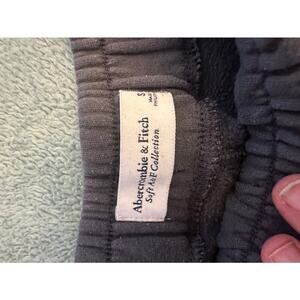 Abercrombie & Fitch
Soft A&F Collection
S